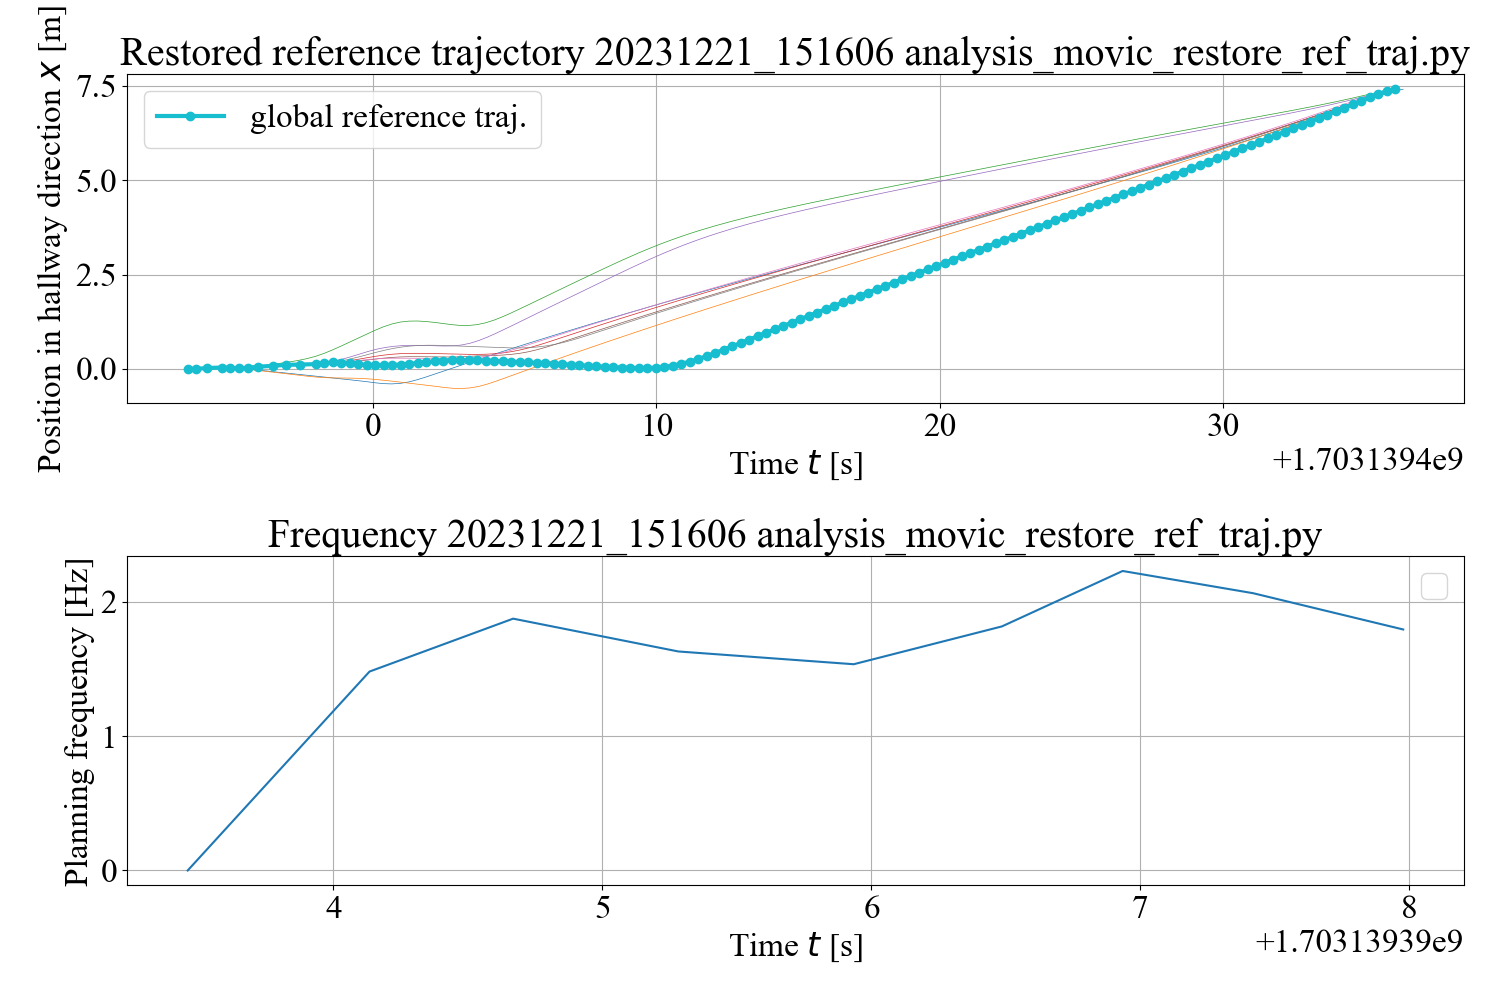 Restored reference trajectory 20231221_151606 analysis_movic_restore_ref_traj.py
Position in hallway direction x [m]
7.5
5.0
2.5
0.0
global reference traj.
0 10 20 30
Time t [s]
+1.7031394e9
Frequency 20231221_151606 analysis_movic_restore_ref_traj.py
Planning frequency [Hz]
2
1
0
4 5 6 7 8
Time t [s]
+1.70313939e9